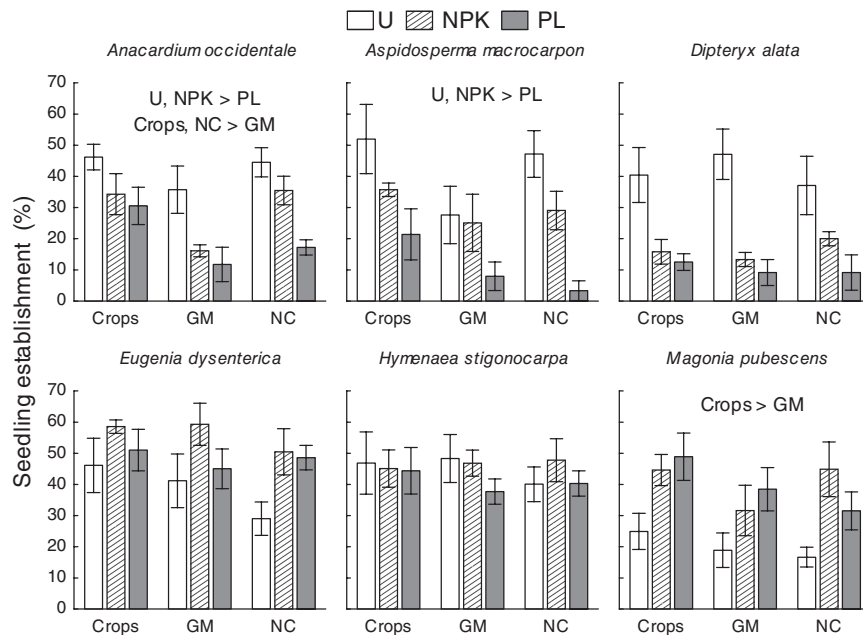 U NPK PL
Anacardium occidentale Aspidosperma macrocarpon Dipteryx alata
70
60
50
40
30
20
10
0
U, NPK > PL
Crops, NC > GM
U, NPK > PL
Crops GM NC Crops GM NC Crops GM NC
Seedling establishment (%)
Eugenia dysenterica Hymenaea stigonocarpa Magonia pubescens
70
60
50
40
30
20
10
0
Crops > GM
Crops GM NC Crops GM NC Crops GM NC